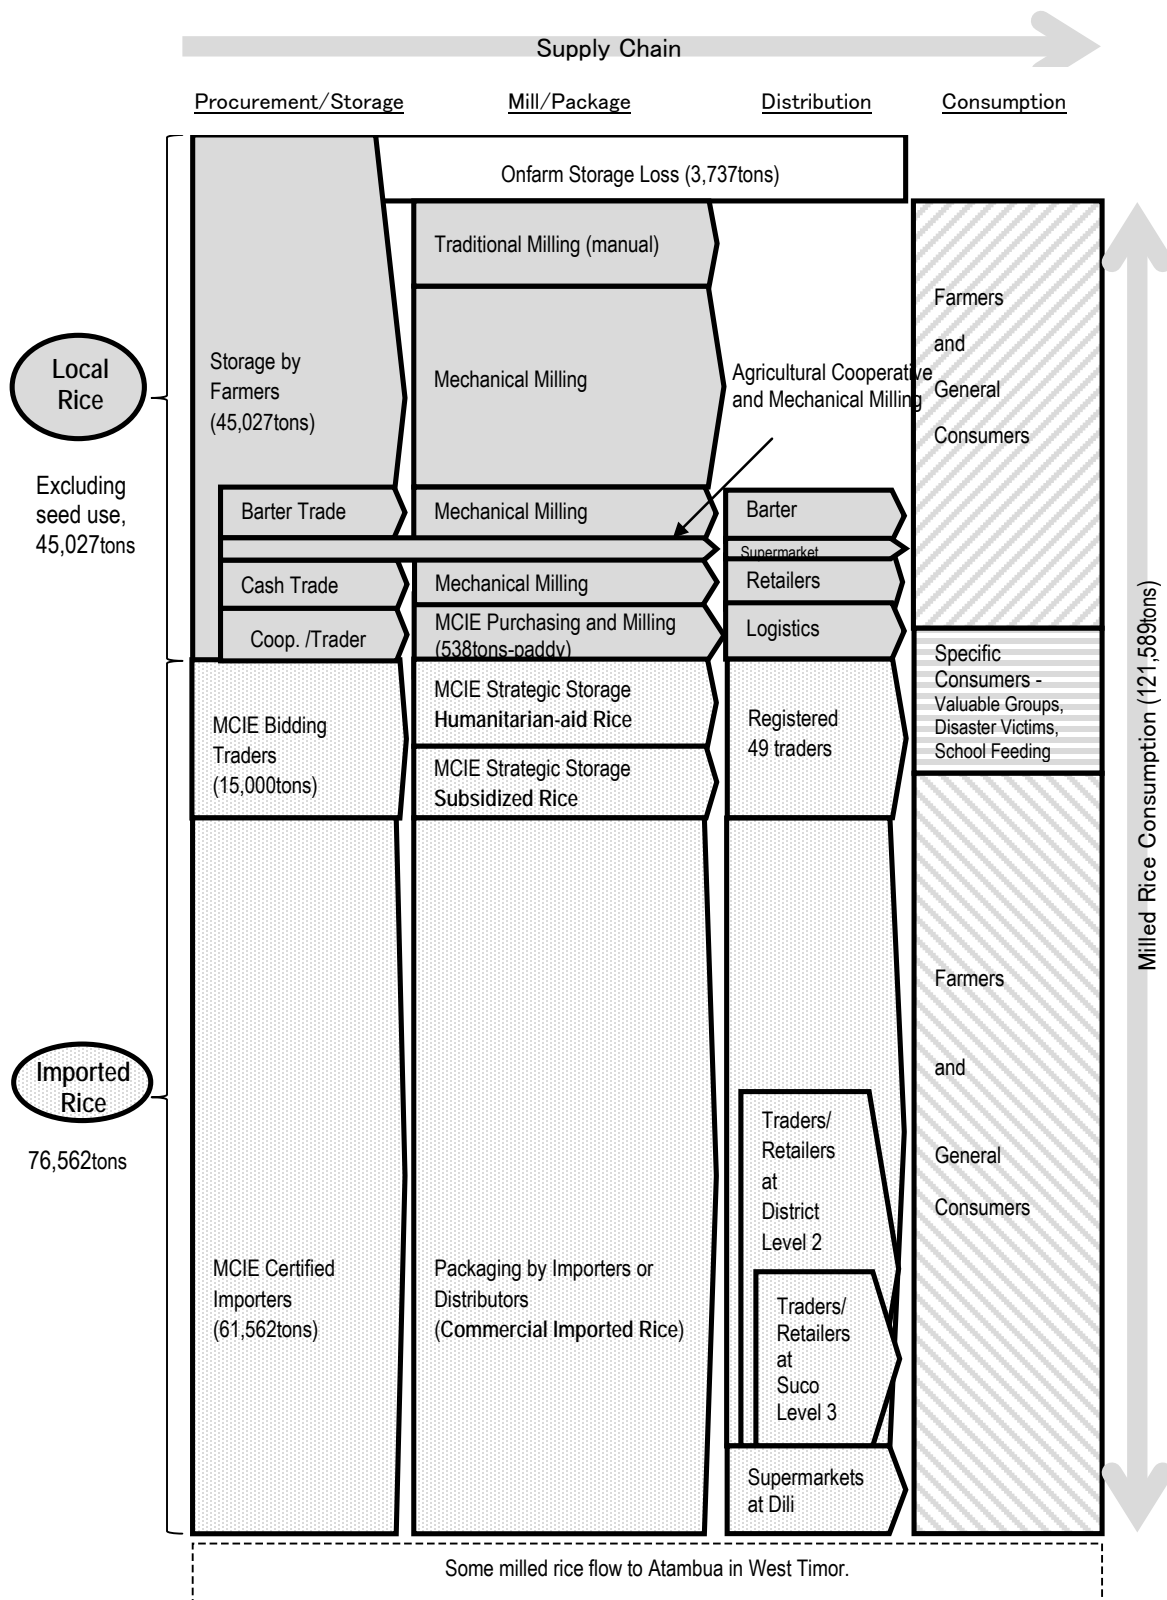 Supply Chain
Procurement/Storage
Mill/Package
Distribution
Consumption
Onfarm Storage Loss (3,737tons)
Traditional Milling (manual)
Local
Rice
Excluding
seed use,
45,027tons
Storage by
Farmers
(45,027tons)
Mechanical Milling
Agricultural Cooperative
and Mechanical Milling
Farmers
and
General
Consumers
Barter Trade
Mechanical Milling
Barter
Supermarket
Cash Trade
Mechanical Milling
Retailers
Coop. /Trader
MCIE Purchasing and Milling
(538tons-paddy)
Logistics
Specific
Consumers -
Valuable Groups,
Disaster Victims,
School Feeding
MCIE Bidding
Traders
(15,000tons)
MCIE Strategic Storage
Humanitarian-aid Rice
MCIE Strategic Storage
Subsidized Rice
Registered
49 traders
Milled Rice Consumption (121,589tons)
Imported
Rice
76,562tons
MCIE Certified
Importers
(61,562tons)
Packaging by Importers or
Distributors
(Commercial Imported Rice)
Traders/
Retailers
at
District
Level 2
Traders/
Retailers
at
Suco
Level 3
Supermarkets
at Dili
Farmers
and
General
Consumers
Some milled rice flow to Atambua in West Timor.